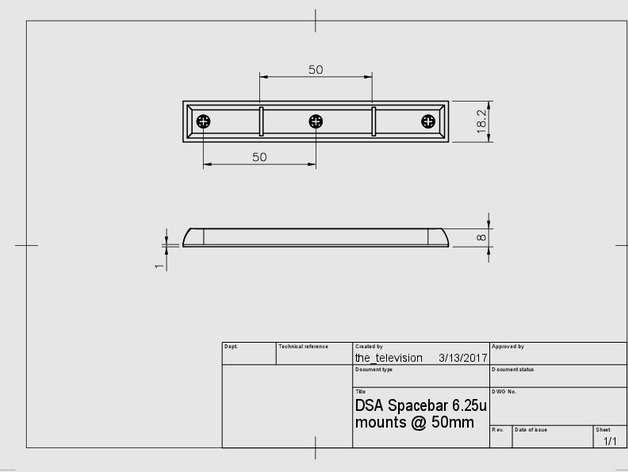 50
18.2
50
8
1
Dept.
Technical reference
Created by
Approved by
the_television 3/13/2017
Document type
Document status
Title
DWG No.
DSA Spacebar 6.25u
mounts @ 50mm
Rev.
Date of issue
Sheet
1/1